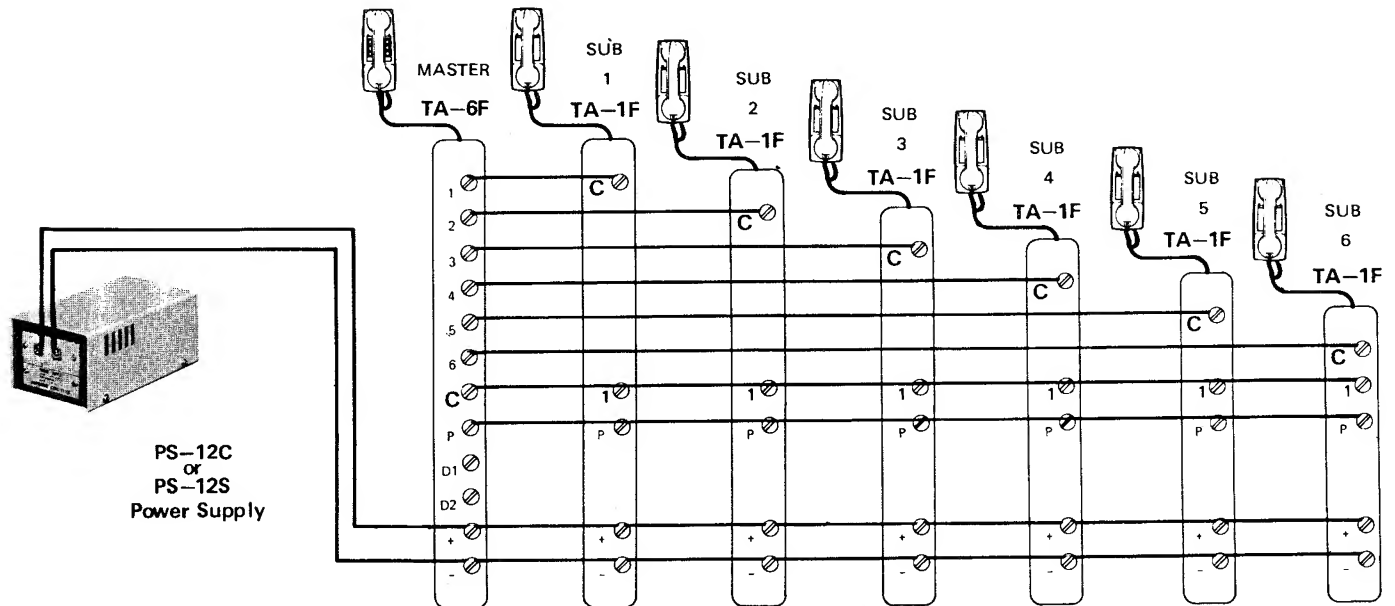 MASTER
TA-6F
SUB
1
TA-1F
SUB
2
TA-1F
SUB
3
TA-1F
SUB
4
TA-1F
SUB
5
TA-1F
SUB
6
TA-1F
1 C
2 C
3 C
4 C
5 C
6 C
C 1 1 1 1 1 1
P P P P P P P
D1
D2
+ + + + + + +
- - - - - - -
PS-12C
or
PS-12S
Power Supply